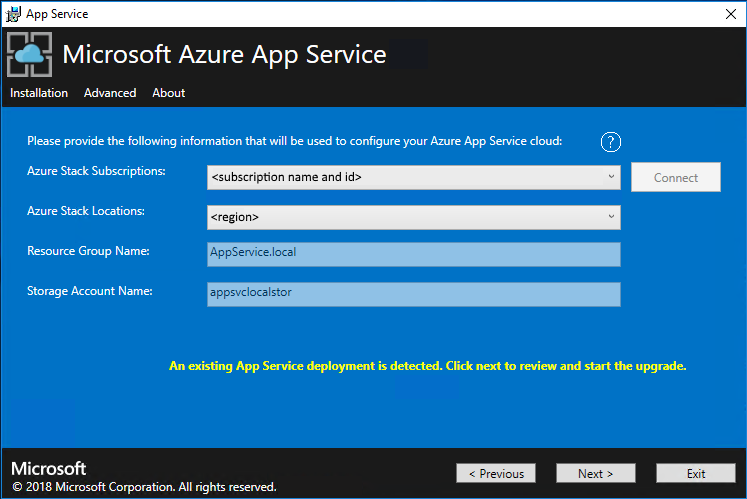 App Service
Microsoft Azure App Service
Installation Advanced About
Please provide the following information that will be used to configure your Azure App Service cloud: ?
Azure Stack Subscriptions: <subscription name and id> Connect
Azure Stack Locations: <region>
Resource Group Name: AppService.local
Storage Account Name: appsvclocalstor
An existing App Service deployment is detected. Click next to review and start the upgrade.
Microsoft
© 2018 Microsoft Corporation. All rights reserved.
< Previous Next > Exit